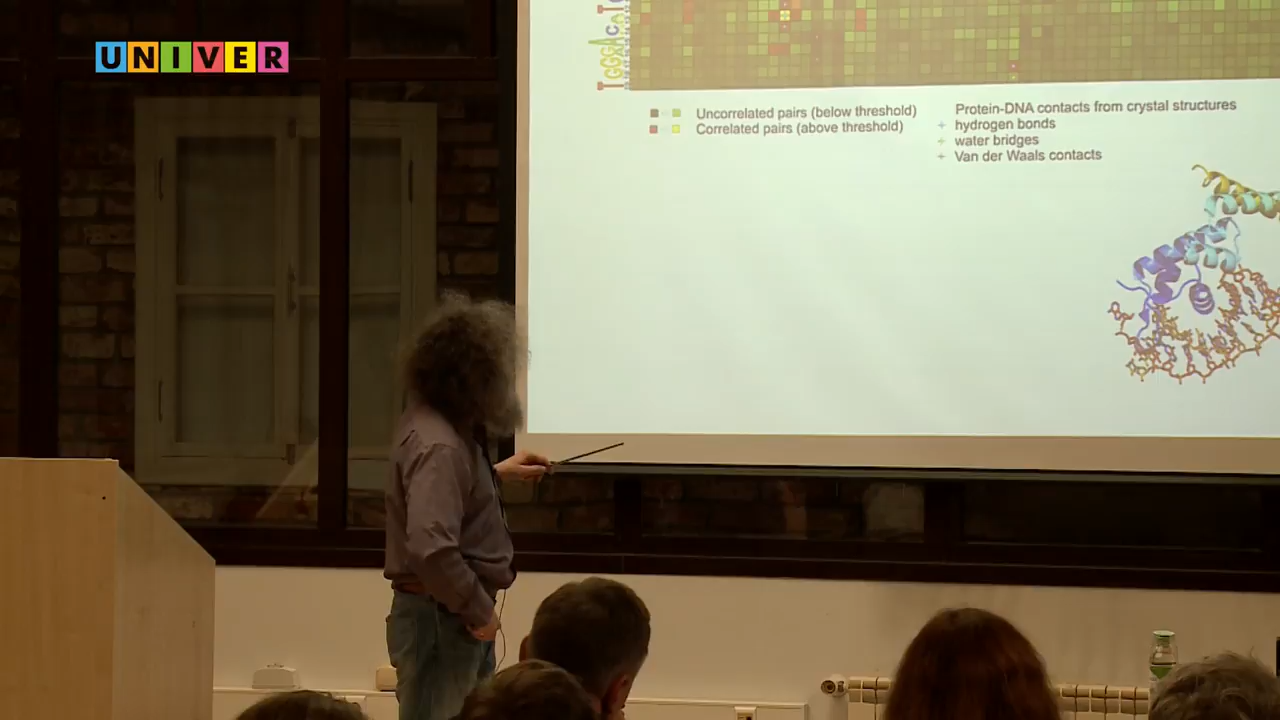 UNIVER
Uncorrelated pairs (below threshold)
Correlated pairs (above threshold)
Protein-DNA contacts from crystal structures
hydrogen bonds
water bridges
Van der Waals contacts